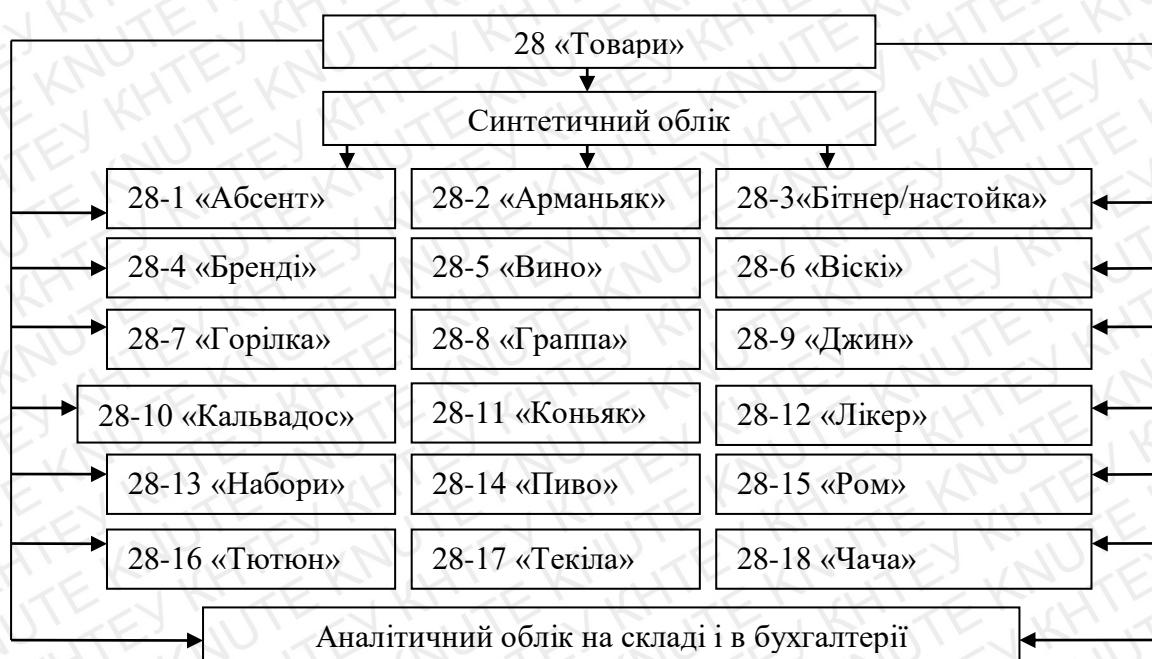 28 «Товари»
Синтетичний облік
28-1 «Абсент»
28-2 «Арманьяк»
28-3«Бітнер/настойка»
28-4 «Бренді»
28-5 «Вино»
28-6 «Віскі»
28-7 «Горілка»
28-8 «Граппа»
28-9 «Джин»
28-10 «Кальвадос»
28-11 «Коньяк»
28-12 «Лікер»
28-13 «Набори»
28-14 «Пиво»
28-15 «Ром»
28-16 «Тютюн»
28-17 «Текіла»
28-18 «Чача»
Аналітичний облік на складі і в бухгалтерії